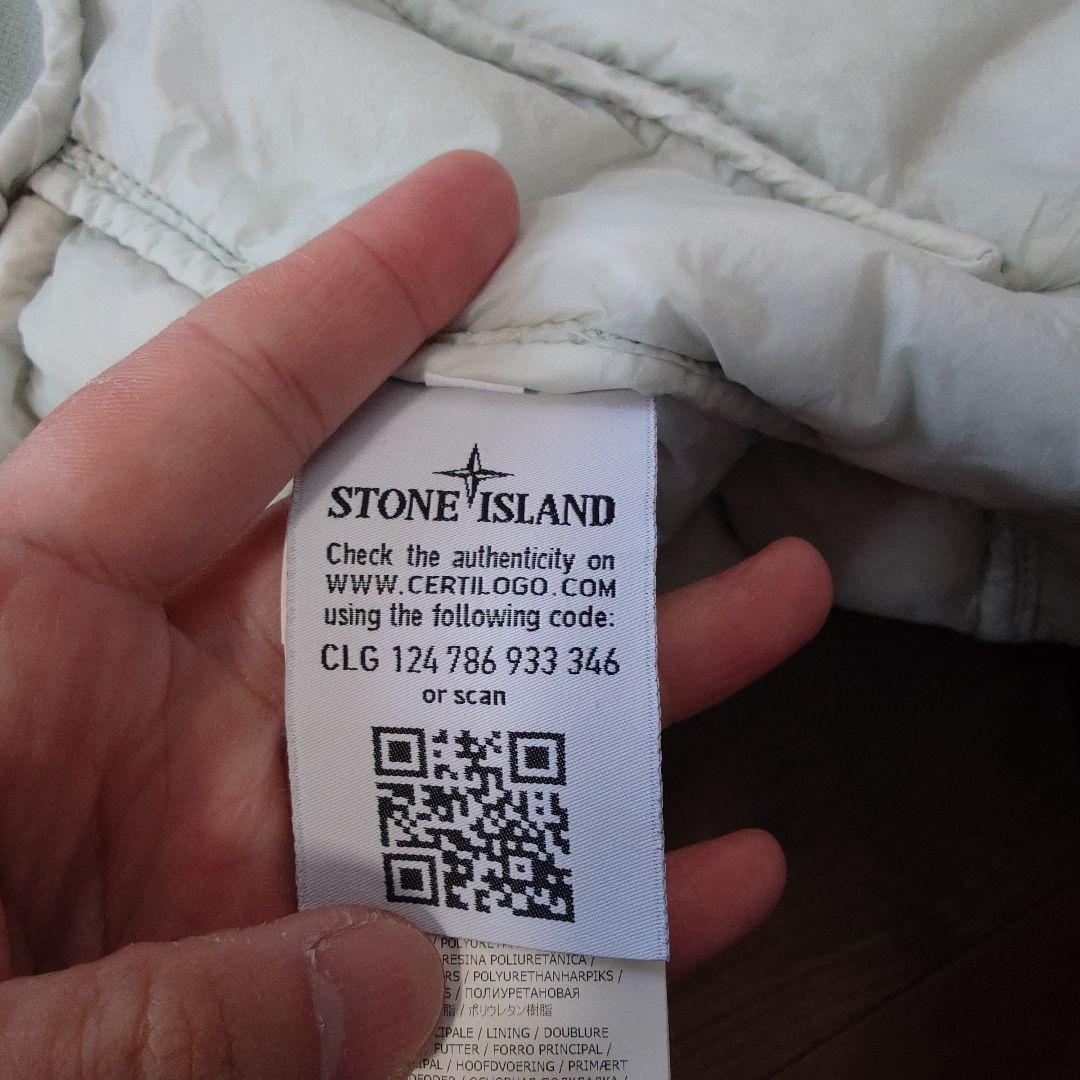 STONE ISLAND
Check the authenticity on
WWW.CERTILOGO.COM
using the following code:
CLG 124 786 933 346
or scan
RESINA POLIURETÂNICA /
/ POLYURETHANHARPIKS /
/ ПОЛИУРЕТАНОВАЯ
/ ポリウレタン樹脂
/ LINING / DOUBLURE
FUTTER / FORRO PRINCIPAL /
/ HOOFDVOERING / PRIMÆRT